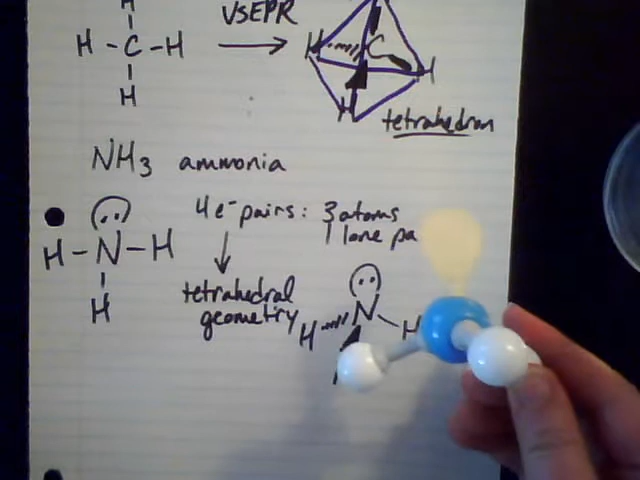 H VSEPR
H - C - H
H
H C H
H
tetrahedron
NH3 ammonia
4 e- pairs: 3 atoms
1 lone pa
H - N - H
H
tetrahedral
geometry
N
H H